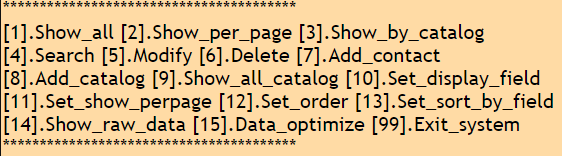 ****************************************
[1].Show_all [2].Show_per_page [3].Show_by_catalog
[4].Search [5].Modify [6].Delete [7].Add_contact
[8].Add_catalog [9].Show_all_catalog [10].Set_display_field
[11].Set_show_perpage [12].Set_order [13].Set_sort_by_field
[14].Show_raw_data [15].Data_optimize [99].Exit_system
****************************************